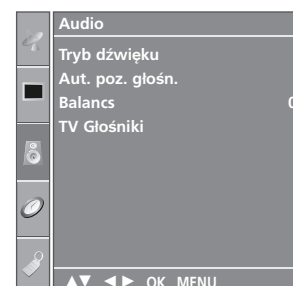 Audio
Tryb dźwięku
Aut. poz. głośn.
Balancs 0
TV Głośniki
▲▼ ◄► OK MENU